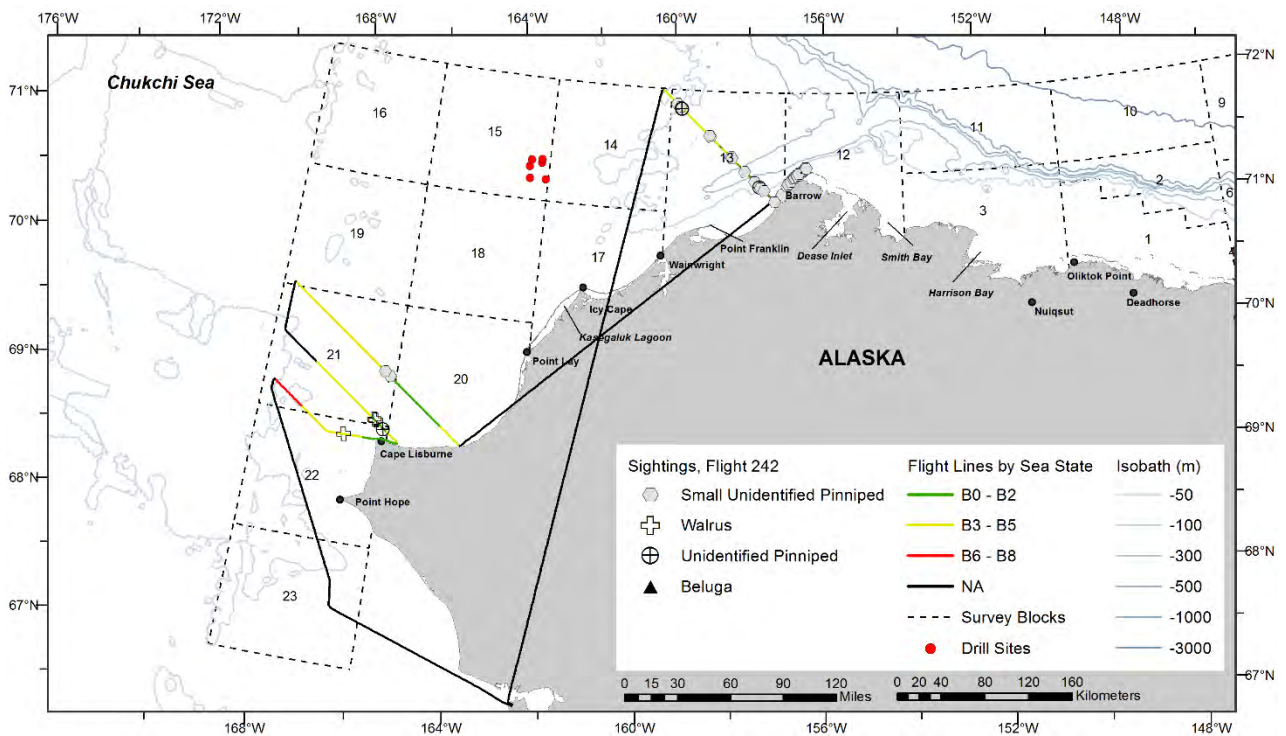 176°W 172°W 168°W 164°W 160°W 156°W 152°W 148°W
Chukchi Sea
72°N
71°N
9
16
15
10
14
11
13
12
71°N
2
6
Barrow
3
70°N
19
18
17
Point Franklin
Dease Inlet
Smith Bay
1
4
Wainwright
Oliktok Point
Harrison Bay
Icy Cape
Deadhorse
Nuiqsut
70°N
Kasegaluk Lagoon
69°N
21
Point Lay
20
ALASKA
69°N
Cape Lisburne
68°N
22
Point Hope
Sightings, Flight 242
Small Unidentified Pinniped
Walrus
Unidentified Pinniped
Beluga
Flight Lines by Sea State
B0 - B2
B3 - B5
B6 - B8
NA
Survey Blocks
Drill Sites
Isobath (m)
-50
-100
-300
-500
-1000
-3000
68°N
67°N
23
67°N
0 15 30 60 90 120
Miles
0 20 40 80 120 160
Kilometers
168°W 166°W 164°W 162°W 160°W 158°W 156°W 154°W 152°W 150°W 148°W